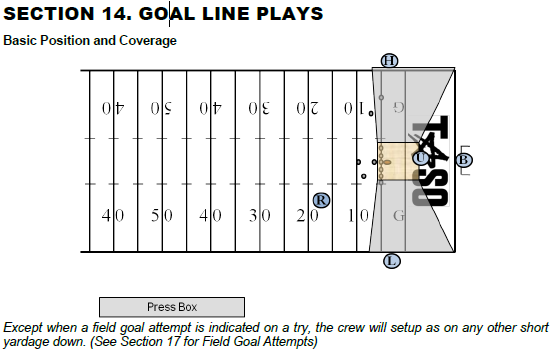 SECTION 14. GOAL LINE PLAYS
Basic Position and Coverage
H
4 0 5 0 4 0 3 0 2 0 1 0 G
TASO
U
B
R
4 0 5 0 4 0 3 0 2 0 1 0 G
L
Press Box
Except when a field goal attempt is indicated on a try, the crew will setup as on any other short
yardage down. (See Section 17 for Field Goal Attempts)